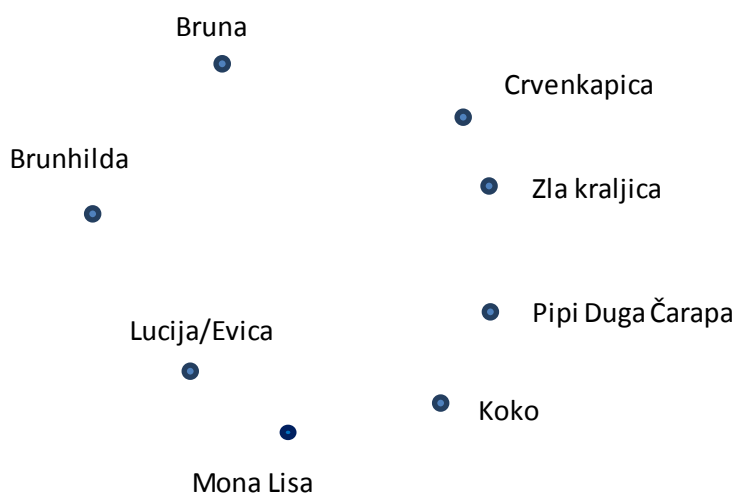 Bruna
Crvenkapica
Brunhilda
Zla kraljica
Pipi Duga Čarapa
Lucija/Evica
Koko
Mona Lisa